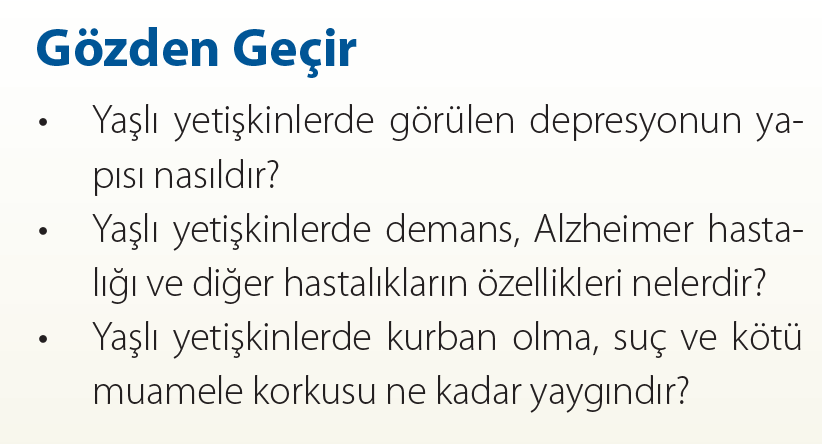 Gözden Geçir
• Yaşlı yetişkinlerde görülen depresyonun ya-
pısı nasıldır?
• Yaşlı yetişkinlerde demans, Alzheimer hasta-
lığı ve diğer hastalıkların özellikleri nelerdir?
• Yaşlı yetişkinlerde kurban olma, suç ve kötü
muamele korkusu ne kadar yaygındır?